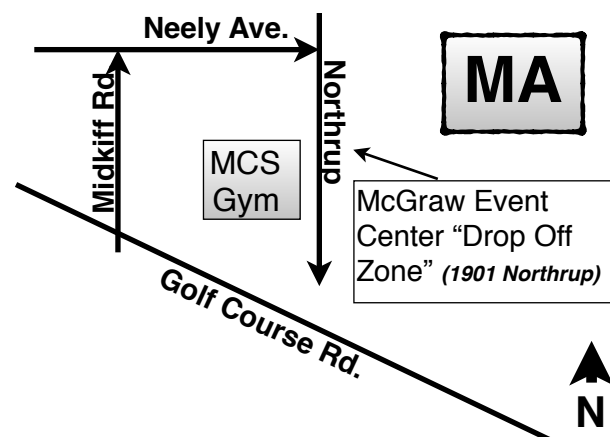 Neely Ave.
MA
Midkiff Rd
Northrup
MCS
Gym
McGraw Event
Center “Drop Off
Zone” (1901 Northrup)
Golf Course Rd.
N